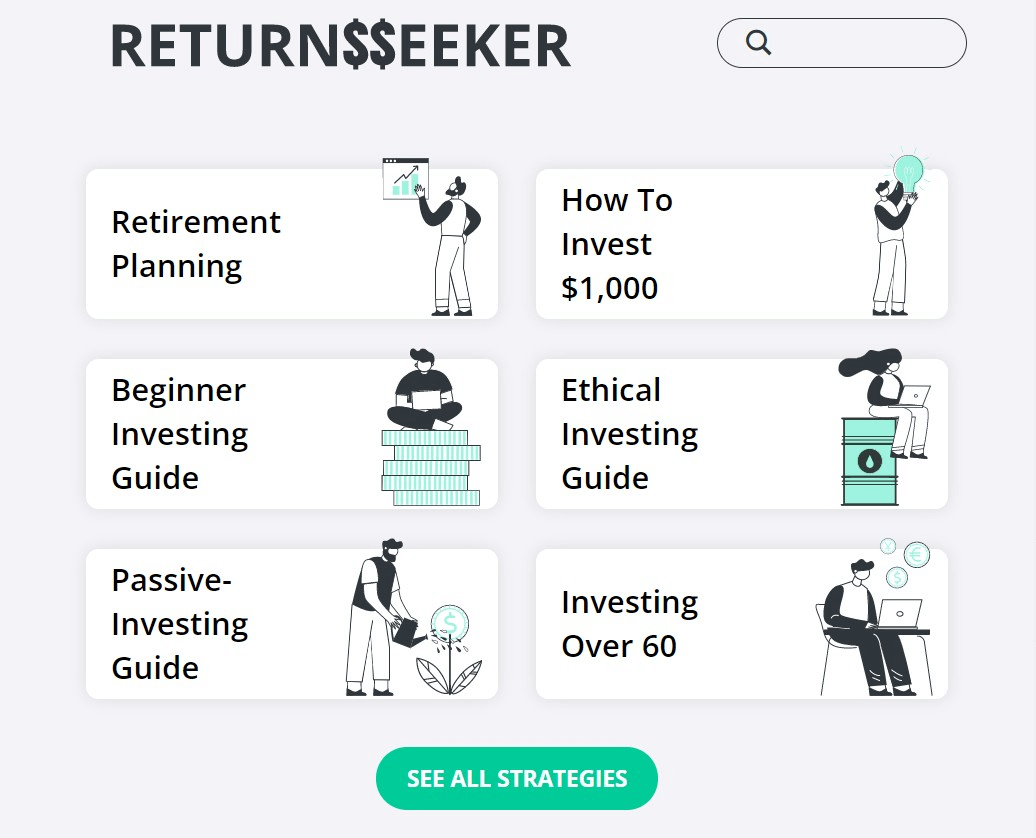 RETURN$$EEKER
Retirement
Planning
How To
Invest
$1,000
Beginner
Investing
Guide
Ethical
Investing
Guide
Passive-
Investing
Guide
Investing
Over 60
¥
€
$
$
SEE ALL STRATEGIES